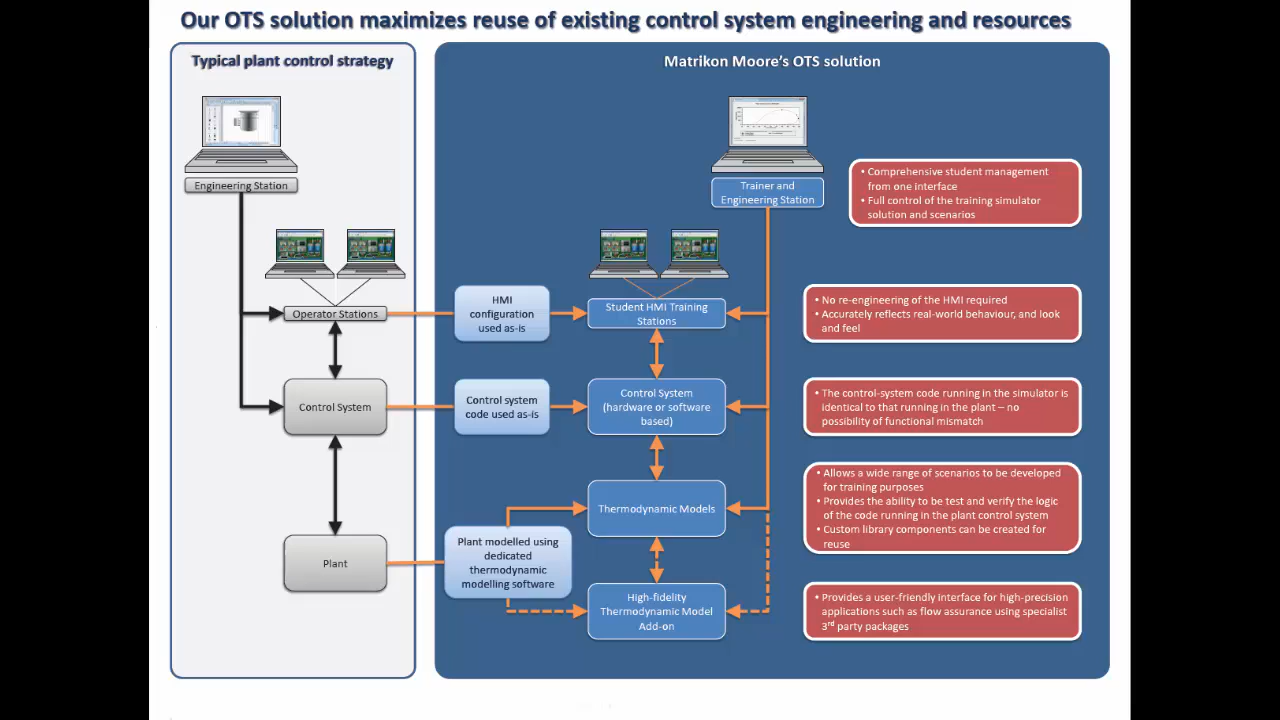 Our OTS solution maximizes reuse of existing control system engineering and resources
Typical plant control strategy
Engineering Station
Operator Stations
Control System
Plant
Matrikon Moore's OTS solution
Trainer and
Engineering Station
• Comprehensive student management
from one interface
• Full control of the training simulator
solution and scenarios
HMI
configuration
used as-is
Student HMI Training
Stations
• No re-engineering of the HMI required
• Accurately reflects real-world behaviour, and look
and feel
Control system
code used as-is
Control System
(hardware or software
based)
• The control-system code running in the simulator is
identical to that running in the plant – no
possibility of functional mismatch
Thermodynamic Models
• Allows a wide range of scenarios to be developed
for training purposes
• Provides the ability to be test and verify the logic
of the code running in the plant control system
• Custom library components can be created for
reuse
Plant modelled using
dedicated
thermodynamic
modelling software
High-fidelity
Thermodynamic Model
Add-on
• Provides a user-friendly interface for high-precision
applications such as flow assurance using specialist
3rd party packages